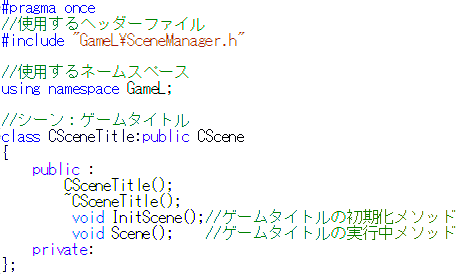 #pragma once
//使用するヘッダーファイル
#include "GameL¥SceneManager.h"

//使用するネームスペース
using namespace GameL;

//シーン：ゲームタイトル
class CSceneTitle:public CScene
{
    public :
        CSceneTitle();
        ~CSceneTitle();
        void InitScene();//ゲームタイトルの初期化メソッド
        void Scene();    //ゲームタイトルの実行中メソッド
    private:
};